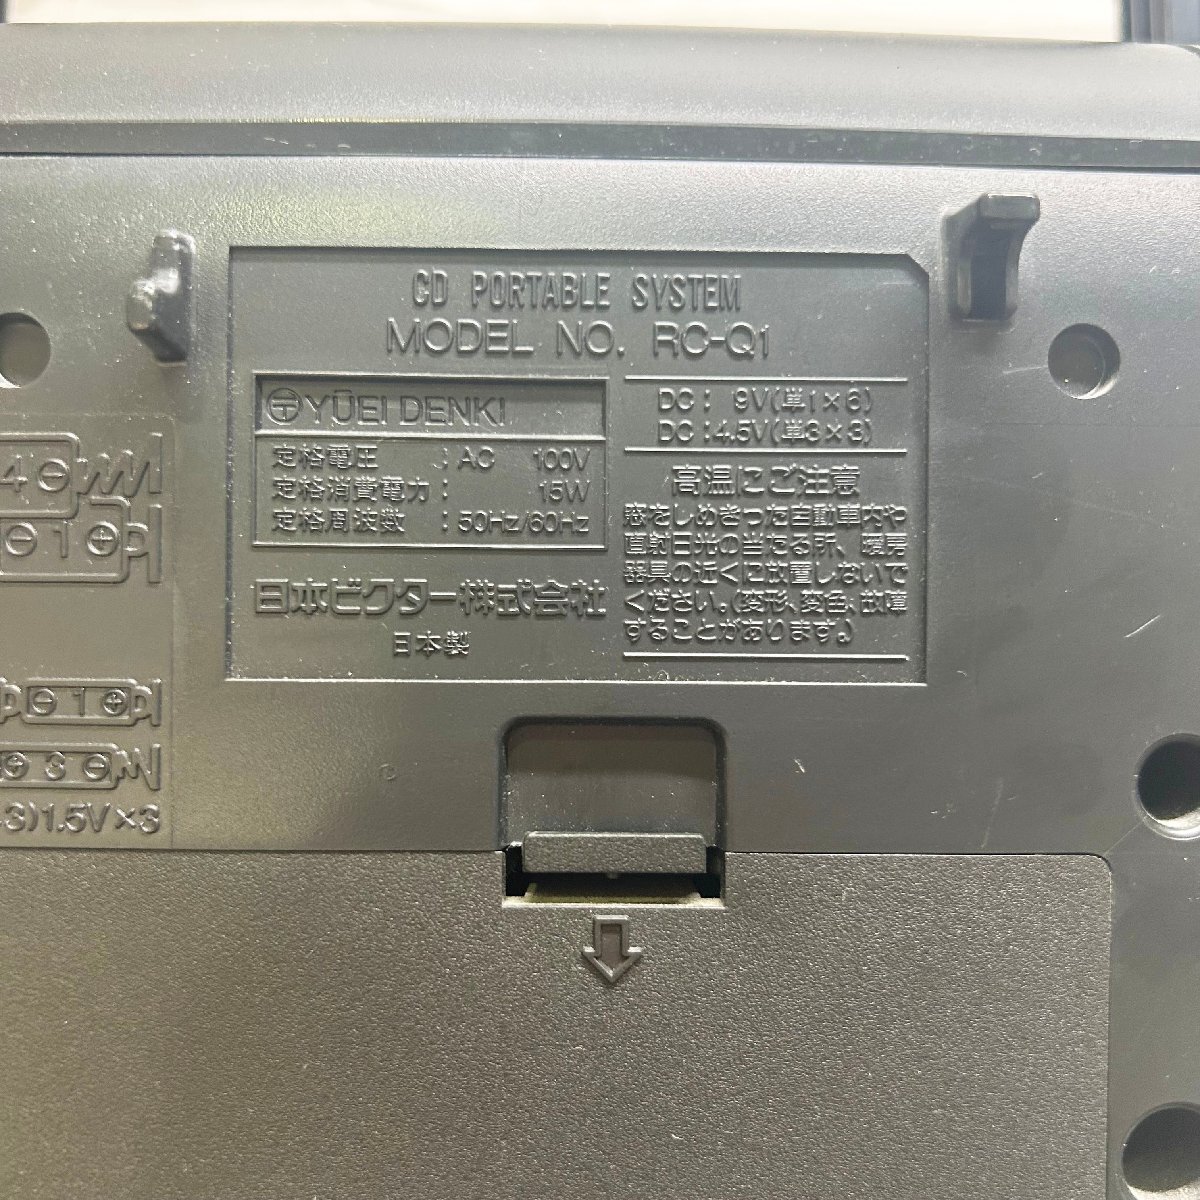 CD PORTABLE SYSTEM
MODEL NO. RC-Q1
〒 YŪEI DENKI
定格電圧 : AC 100V
定格消費電力 : 15W
定格周波数 : 50Hz/60Hz
日本ビクター株式会社
日本製
DC : 9V(単1×6)
DC : 4.5V(単3×3)
高温にご注意
窓をしめきった自動車内や
直射日光の当たる所、暖房
器具の近くに放置しないで
ください。(変形、変色、故障
することがあります。)
4 ⊖
⊖ 1 ⊕
⊖ 1 ⊕
⊕ 3 ⊖
3)1.5V×3